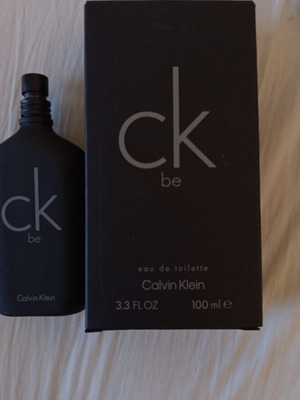 ck
be
Calvin Klein
ck
be
eau de toilette
Calvin Klein
3.3 FL OZ 100 ml ℮